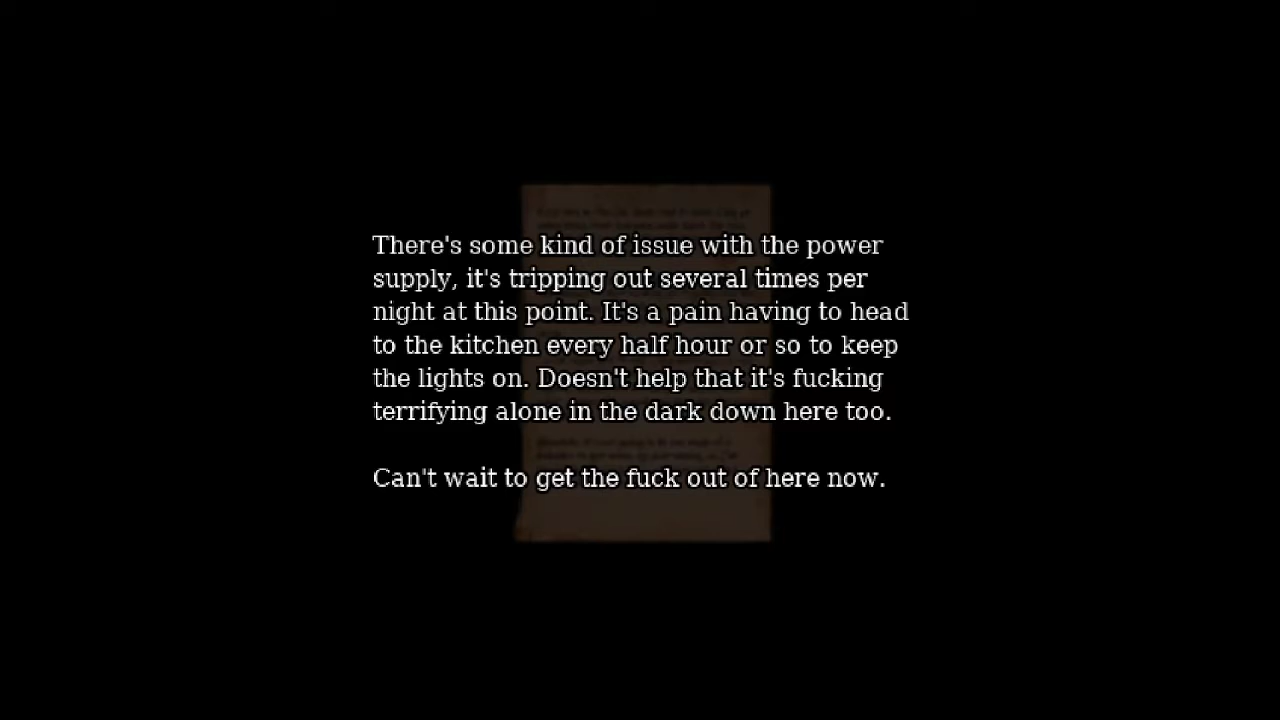 There's some kind of issue with the power
supply, it's tripping out several times per
night at this point. It's a pain having to head
to the kitchen every half hour or so to keep
the lights on. Doesn't help that it's fucking
terrifying alone in the dark down here too.
Can't wait to get the fuck out of here now.